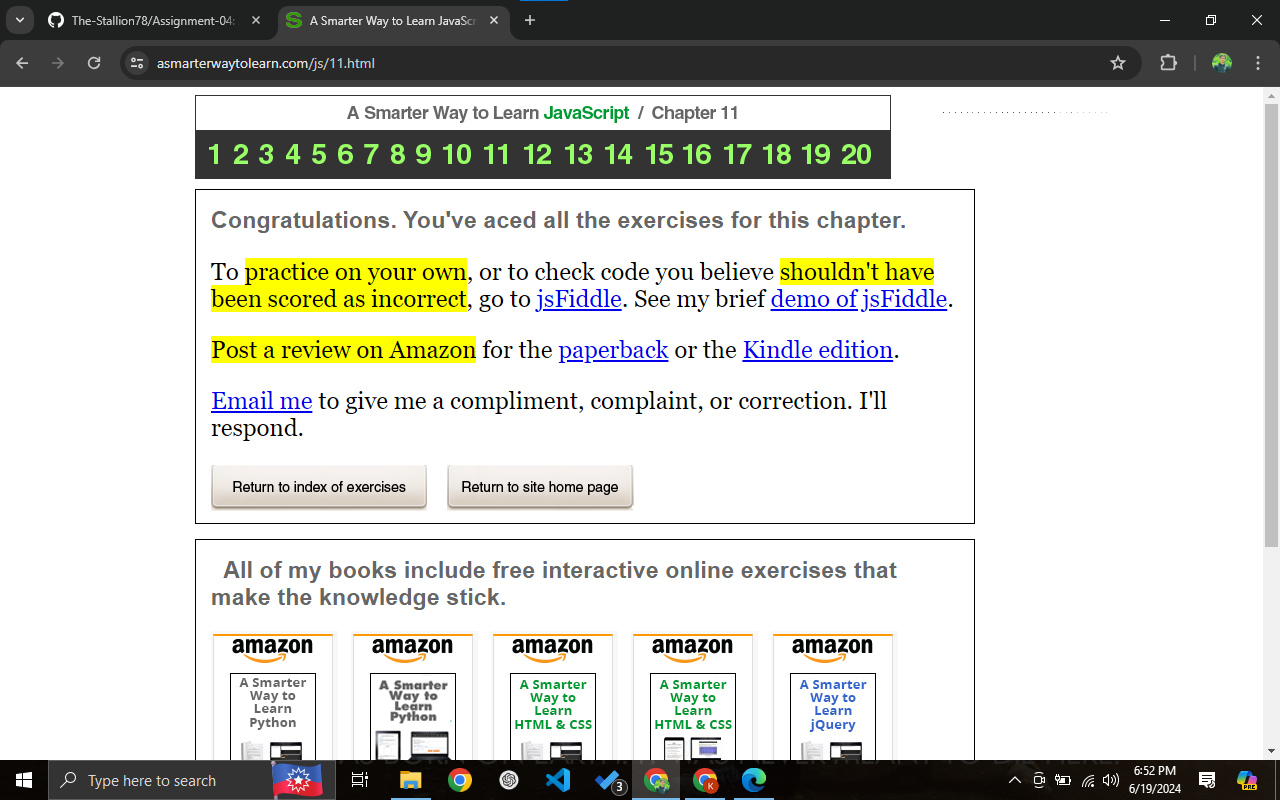 The-Stallion78/Assignment-04:
A Smarter Way to Learn JavaScr
asmarterwaytolearn.com/js/11.html
A Smarter Way to Learn JavaScript / Chapter 11
1 2 3 4 5 6 7 8 9 10 11 12 13 14 15 16 17 18 19 20
Congratulations. You've aced all the exercises for this chapter.
To practice on your own, or to check code you believe shouldn't have
been scored as incorrect, go to jsFiddle. See my brief demo of jsFiddle.
Post a review on Amazon for the paperback or the Kindle edition.
Email me to give me a compliment, complaint, or correction. I'll
respond.
Return to index of exercises
Return to site home page
All of my books include free interactive online exercises that
make the knowledge stick.
amazon
A Smarter
Way to
Learn
Python
amazon
A Smarter
Way to
Learn
Python
amazon
A Smarter
Way to
Learn
HTML & CSS
amazon
A Smarter
Way to
Learn
HTML & CSS
amazon
A Smarter
Way to
Learn
jQuery
Type here to search
3
K
6:52 PM
6/19/2024
PRE